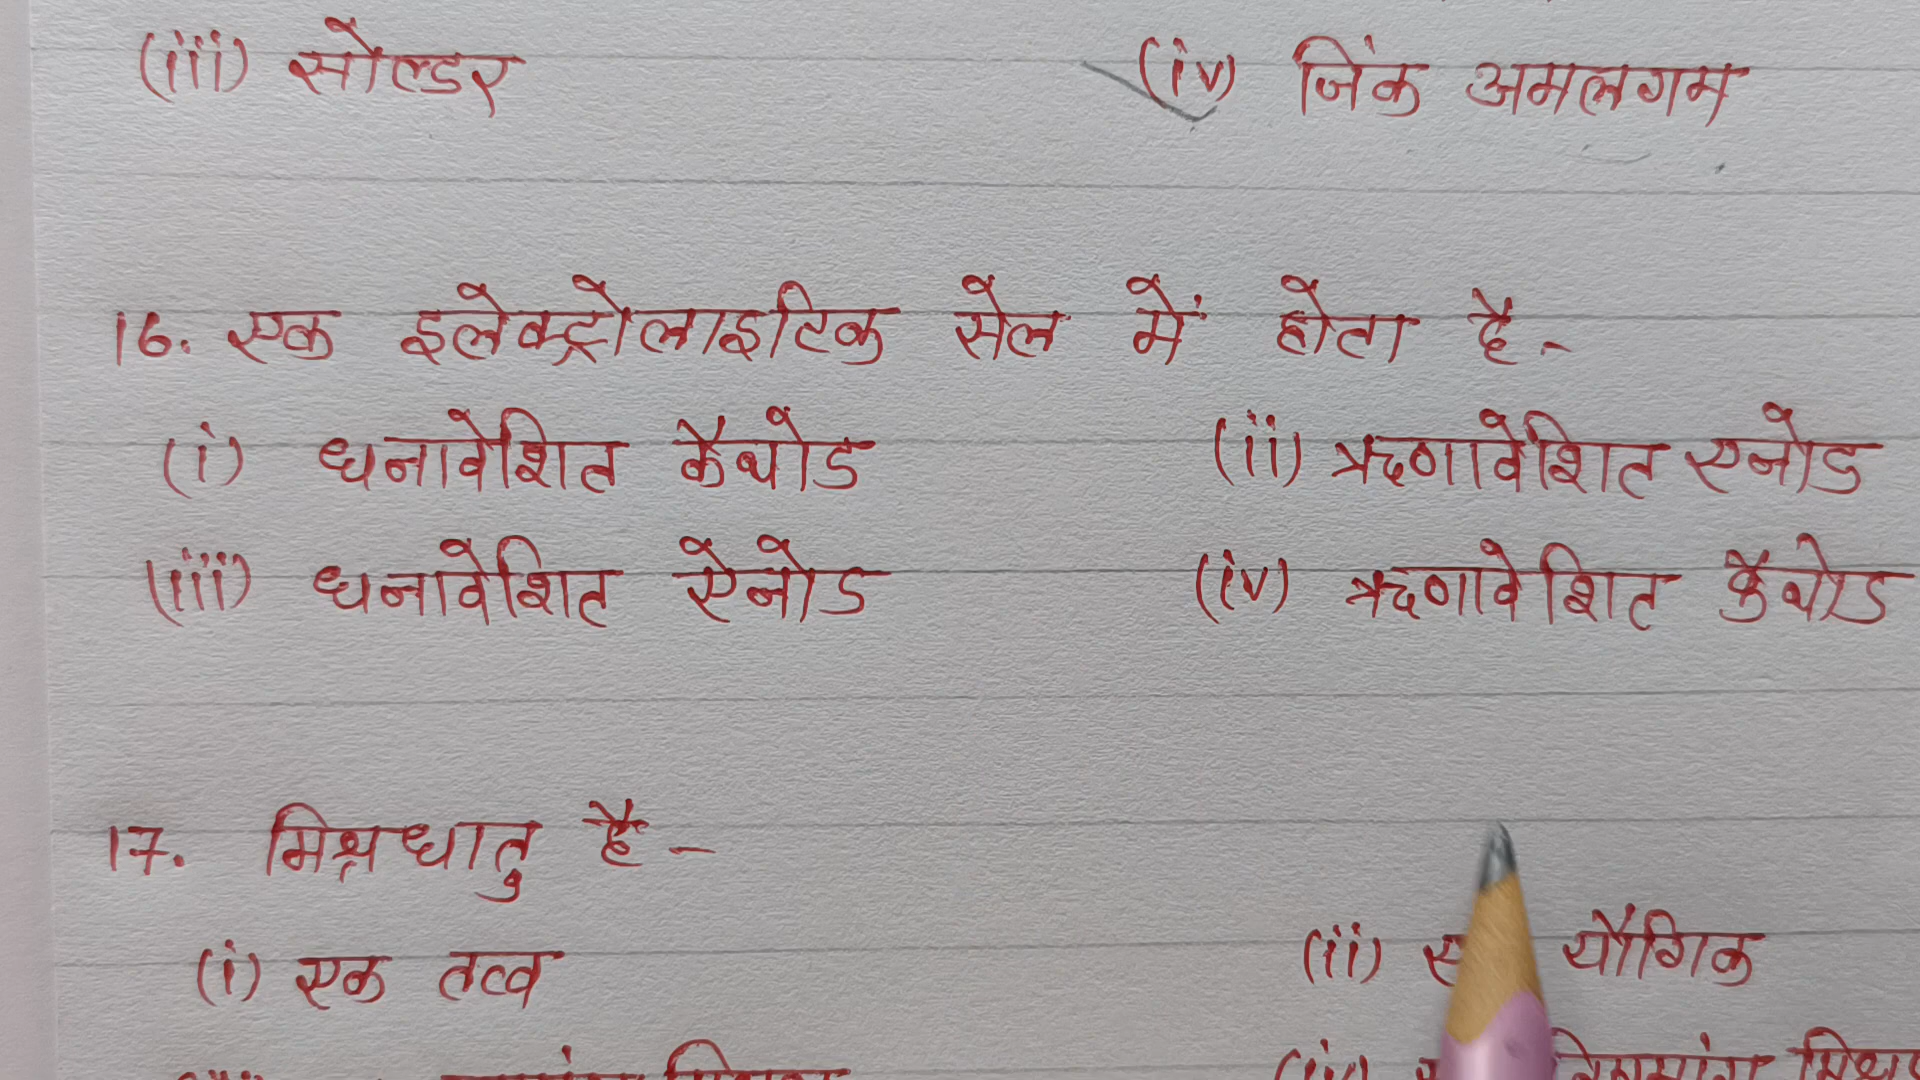 (iii) सोल्डर (iv) जिंक अमलगम
16. एक इलेक्ट्रोलाइटिक सेल में होता है-
(i) धनावेशित कैथोड (ii) ऋणावेशित एनोड
(iii) धनावेशित ऐनोड (iv) ऋणावेशित कैथोड
17. मिश्रधातु है -
(i) एक तत्व (ii) यौगिक